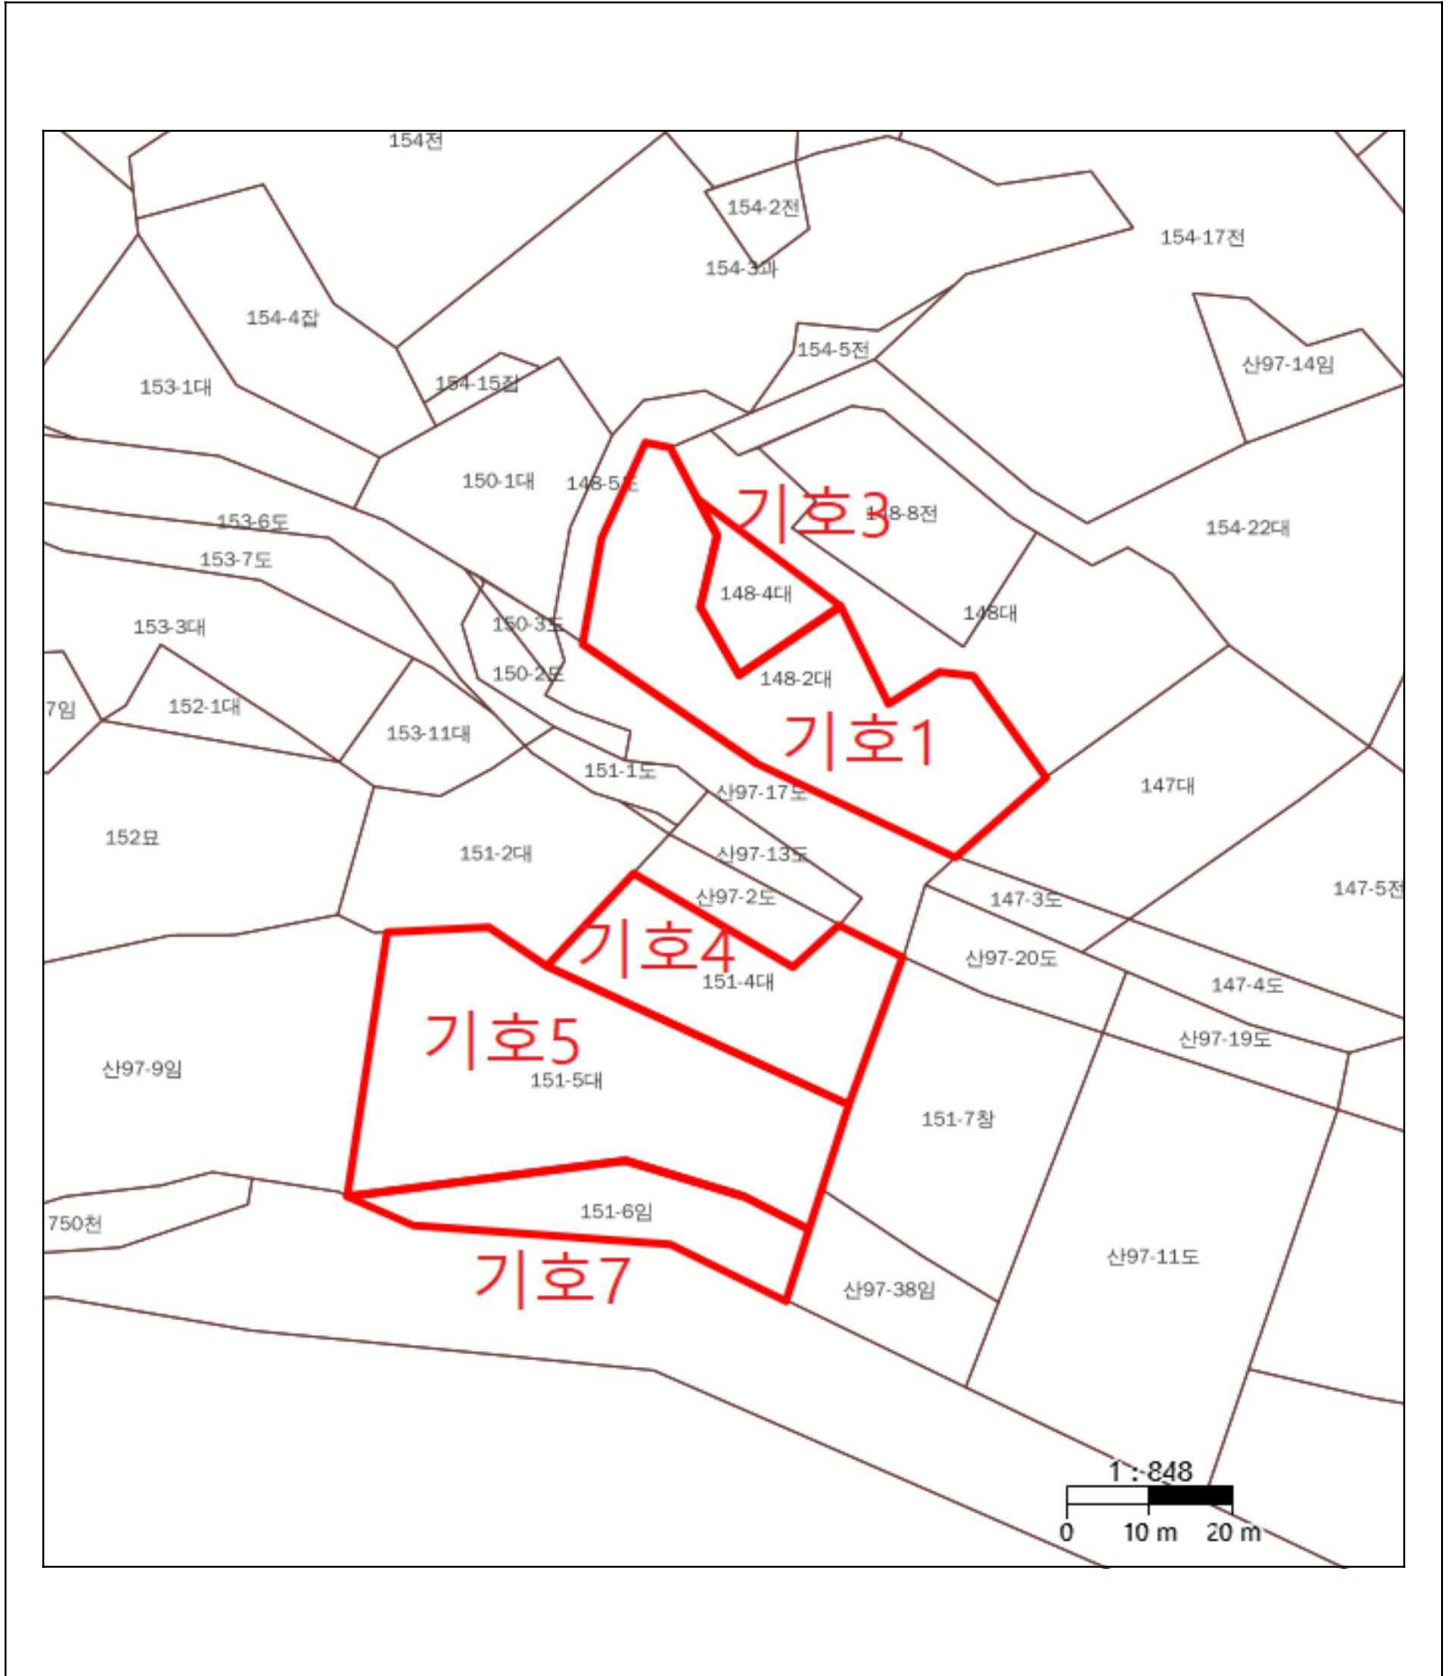 154전
154-2전
154-17전
154-3과
154-4잡
154-5전
산97-14임
153-1대
154-15잡
150-1대
148-5도
기호3
148-8전
153-6도
154-22대
153-7도
148-4대
148대
153-3대
150-3도
150-2도
148-2대
7임
152-1대
153-11대
기호1
151-1도
산97-17도
147대
152묘
151-2대
산97-13도
산97-2도
147-3도
147-5전
기호4
151-4대
산97-20도
147-4도
기호5
산97-19도
산97-9임
151-5대
151-7창
151-6임
750천
산97-11도
기호7
산97-38임
1 : 848
0 10 m 20 m